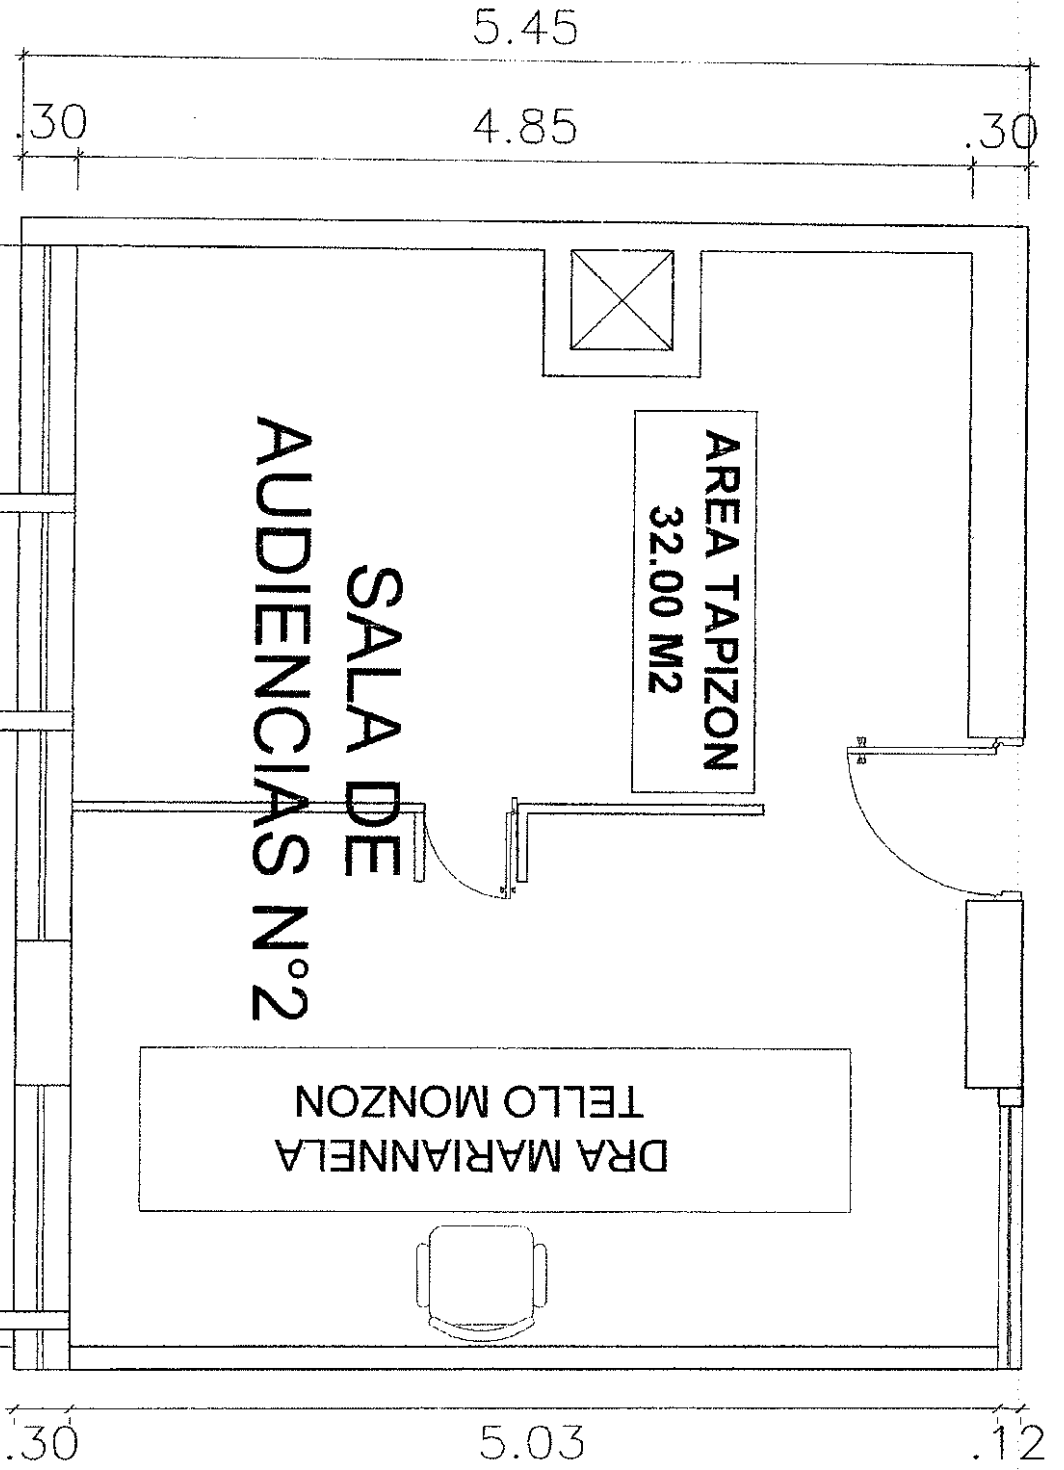 5.45
.30
4.85
.30
AREA TAPIZON
32.00 M2
SALA DE
AUDIENCIAS N°2
DRA MARIANNELA
TELLO MONZON
.30
5.03
.12